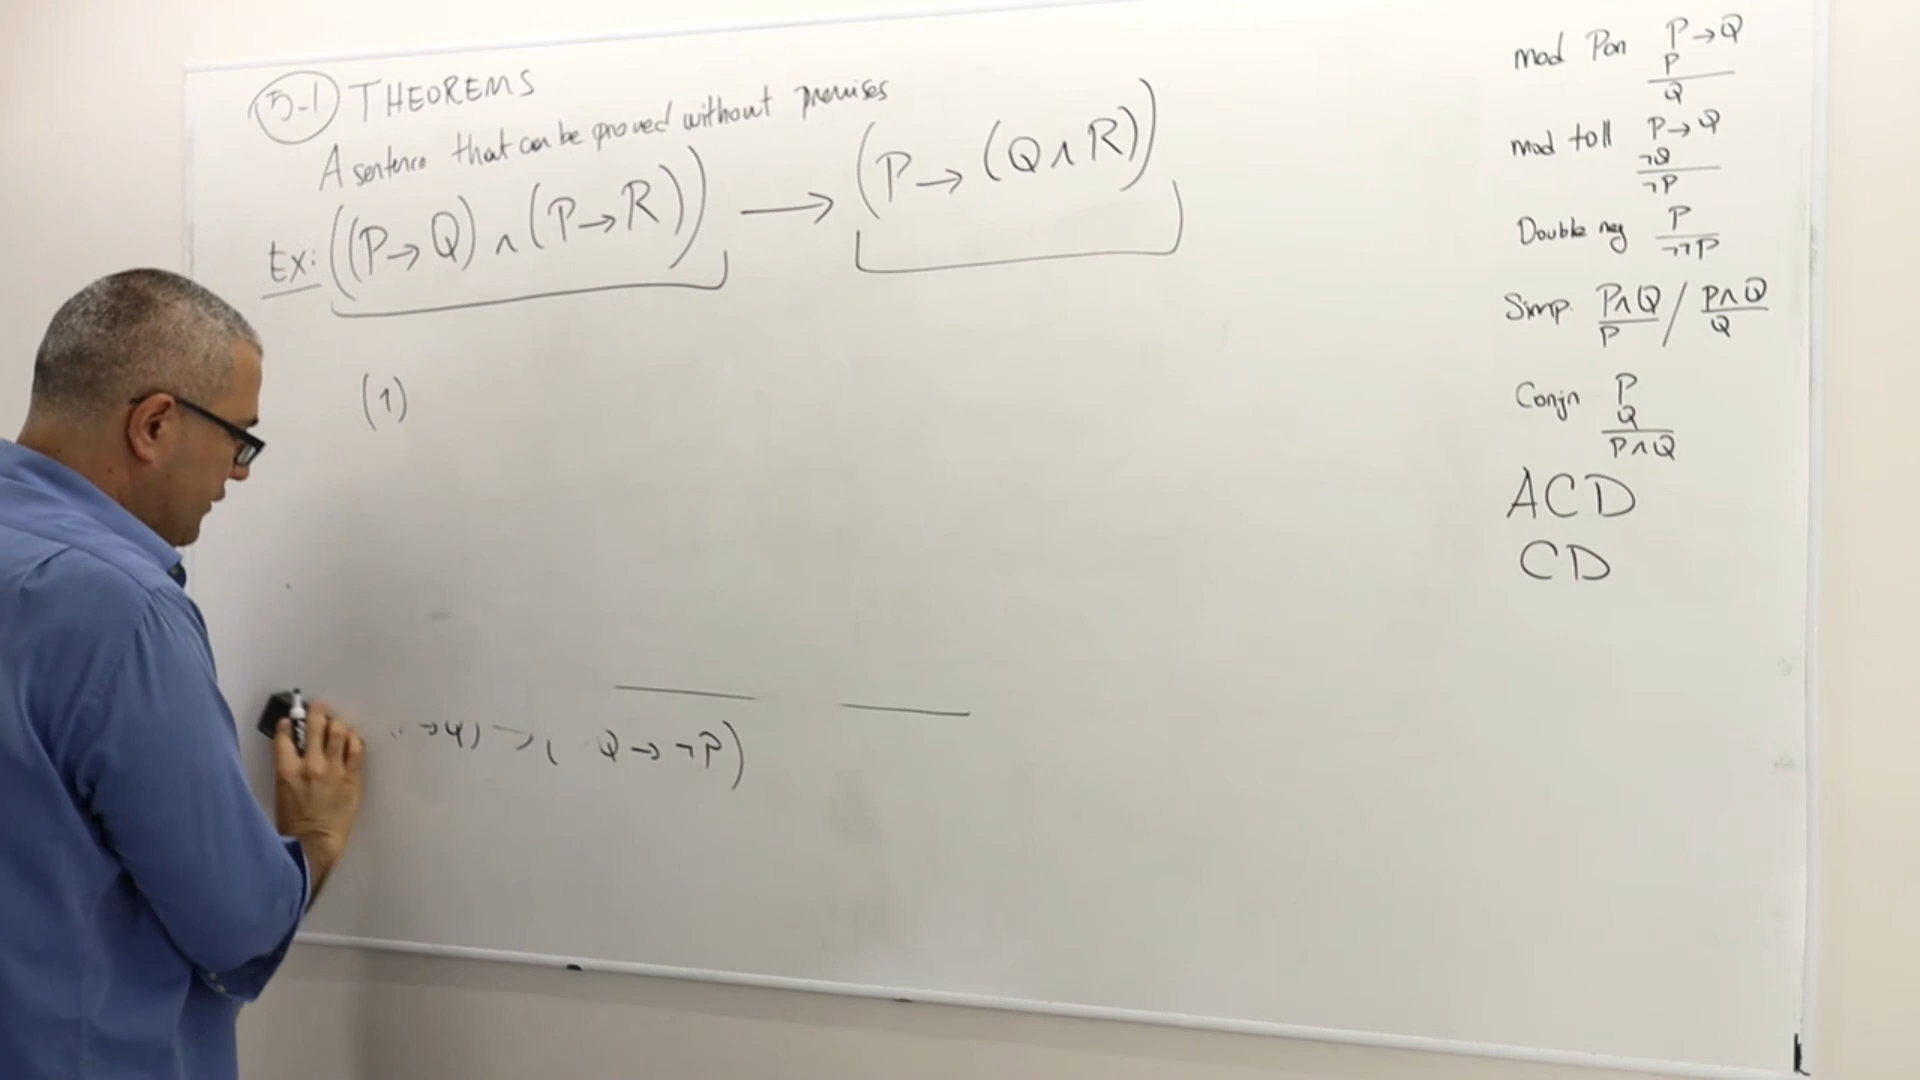 5-1 THEOREMS
A sentence that can be proved without premises
Ex: ((P→Q) ∧ (P→R)) → (P→(Q∧R))
(1)
Q → ¬P)
mod Pon P→Q
P
Q
mod toll P→Q
¬Q
¬P
Double neg P
¬¬P
Simp. P∧Q / P∧Q
P Q
Conjn P
Q
P∧Q
ACD
CD